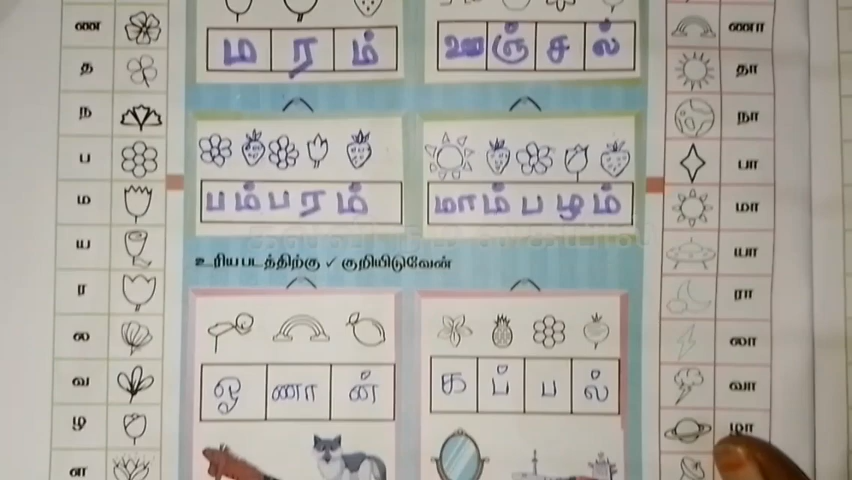 ண
த
ந
ப
ம
ய
ர
ல
வ
ழ
ள
ம ர ம்
ஊ ஞ் ச ல்
ப ம் ப ர ம்
மா ம் ப ழ ம்
உரிய படத்திற்கு ✓ குறியிடுவேன்
ஓ ணா ன்
க ப் ப ல்
ணா
தா
நா
பா
மா
யா
ரா
லா
வா
ழா